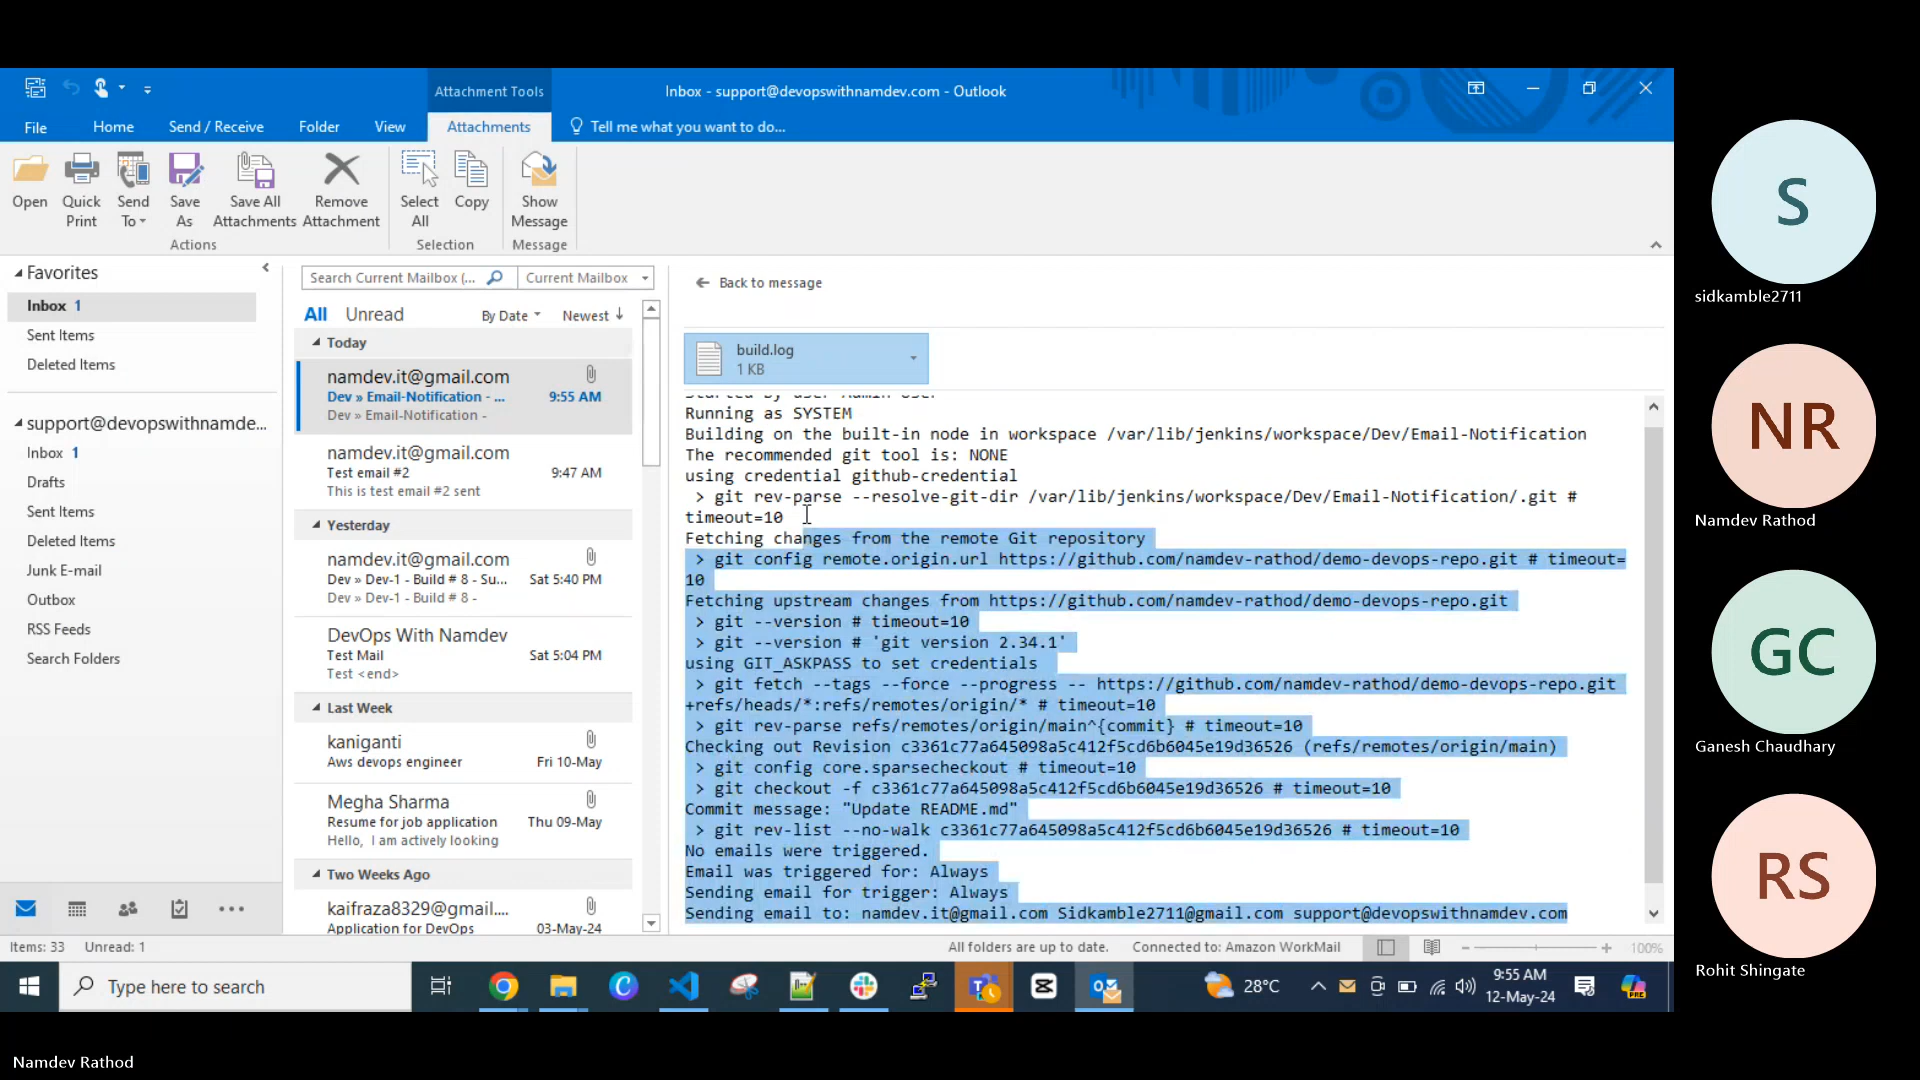 Attachment Tools
Inbox - support@devopswithnamdev.com - Outlook
File
Home
Send / Receive
Folder
View
Attachments
Tell me what you want to do...
Open
Quick Print
Send To
Save As
Save All Attachments
Remove Attachment
Select All
Copy
Show Message
Actions
Selection
Message
Favorites
Inbox 1
Sent Items
Deleted Items
support@devopswithnamde...
Inbox 1
Drafts
Sent Items
Deleted Items
Junk E-mail
Outbox
RSS Feeds
Search Folders
Search Current Mailbox (...
Current Mailbox
All
Unread
By Date
Newest
Today
namdev.it@gmail.com
Dev » Email-Notification - ...
9:55 AM
Dev » Email-Notification -
namdev.it@gmail.com
Test email #2
9:47 AM
This is test email #2 sent
Yesterday
namdev.it@gmail.com
Dev » Dev-1 - Build # 8 - Su...
Sat 5:40 PM
Dev » Dev-1 - Build # 8 -
DevOps With Namdev
Test Mail
Sat 5:04 PM
Test <end>
Last Week
kaniganti
Aws devops engineer
Fri 10-May
Megha Sharma
Resume for job application
Thu 09-May
Hello, I am actively looking
Two Weeks Ago
kaifraza8329@gmail....
Application for DevOps
03-May-24
Back to message
build.log
1 KB
Started by user Admin User
Running as SYSTEM
Building on the built-in node in workspace /var/lib/jenkins/workspace/Dev/Email-Notification
The recommended git tool is: NONE
using credential github-credential
> git rev-parse --resolve-git-dir /var/lib/jenkins/workspace/Dev/Email-Notification/.git #
timeout=10
Fetching changes from the remote Git repository
> git config remote.origin.url https://github.com/namdev-rathod/demo-devops-repo.git # timeout=
10
Fetching upstream changes from https://github.com/namdev-rathod/demo-devops-repo.git
> git --version # timeout=10
> git --version # 'git version 2.34.1'
using GIT_ASKPASS to set credentials
> git fetch --tags --force --progress -- https://github.com/namdev-rathod/demo-devops-repo.git
+refs/heads/*:refs/remotes/origin/* # timeout=10
> git rev-parse refs/remotes/origin/main^{commit} # timeout=10
Checking out Revision c3361c77a645098a5c412f5cd6b6045e19d36526 (refs/remotes/origin/main)
> git config core.sparsecheckout # timeout=10
> git checkout -f c3361c77a645098a5c412f5cd6b6045e19d36526 # timeout=10
Commit message: "Update README.md"
> git rev-list --no-walk c3361c77a645098a5c412f5cd6b6045e19d36526 # timeout=10
No emails were triggered.
Email was triggered for: Always
Sending email for trigger: Always
Sending email to: namdev.it@gmail.com Sidkamble2711@gmail.com support@devopswithnamdev.com
Items: 33
Unread: 1
All folders are up to date.
Connected to: Amazon WorkMail
100%
Type here to search
28°C
9:55 AM
12-May-24
S
sidkamble2711
NR
Namdev Rathod
GC
Ganesh Chaudhary
RS
Rohit Shingate
Namdev Rathod